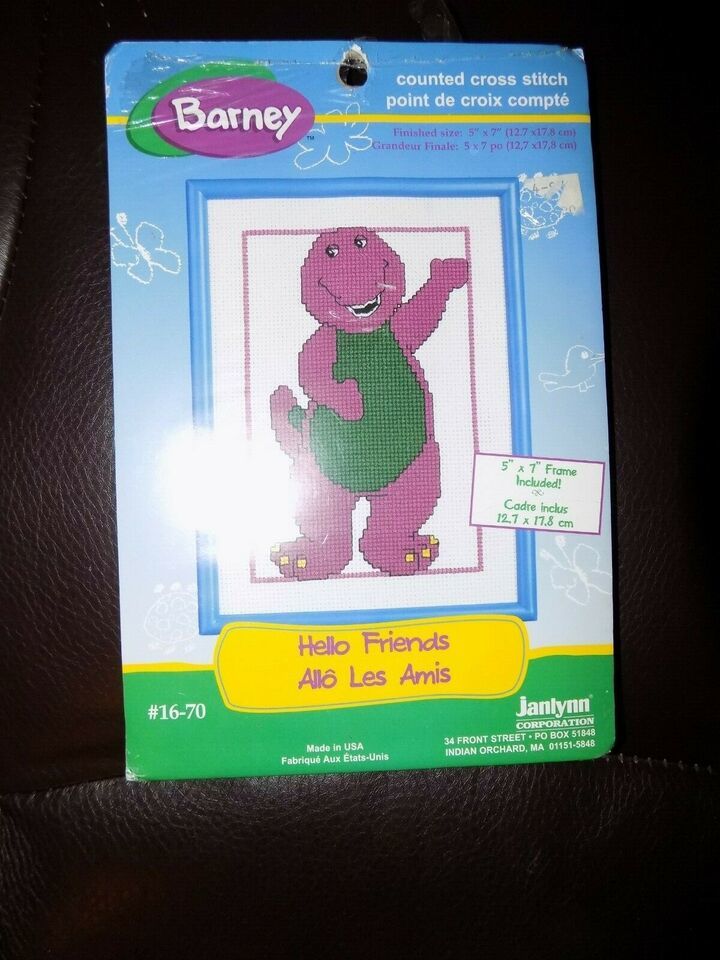 Barney
TM
counted cross stitch
point de croix compté
Finished size: 5" x 7" (12.7 x17.8 cm)
Grandeur Finale: 5 x 7 po (12,7 x17,8 cm)
5" x 7" Frame
Included!
Cadre inclus
12.7 x 17.8 cm
Hello Friends
Allô Les Amis
#16-70
Made in USA
Fabriqué Aux États-Unis
Janlynn®
CORPORATION
34 FRONT STREET • PO BOX 51848
INDIAN ORCHARD, MA 01151-5848